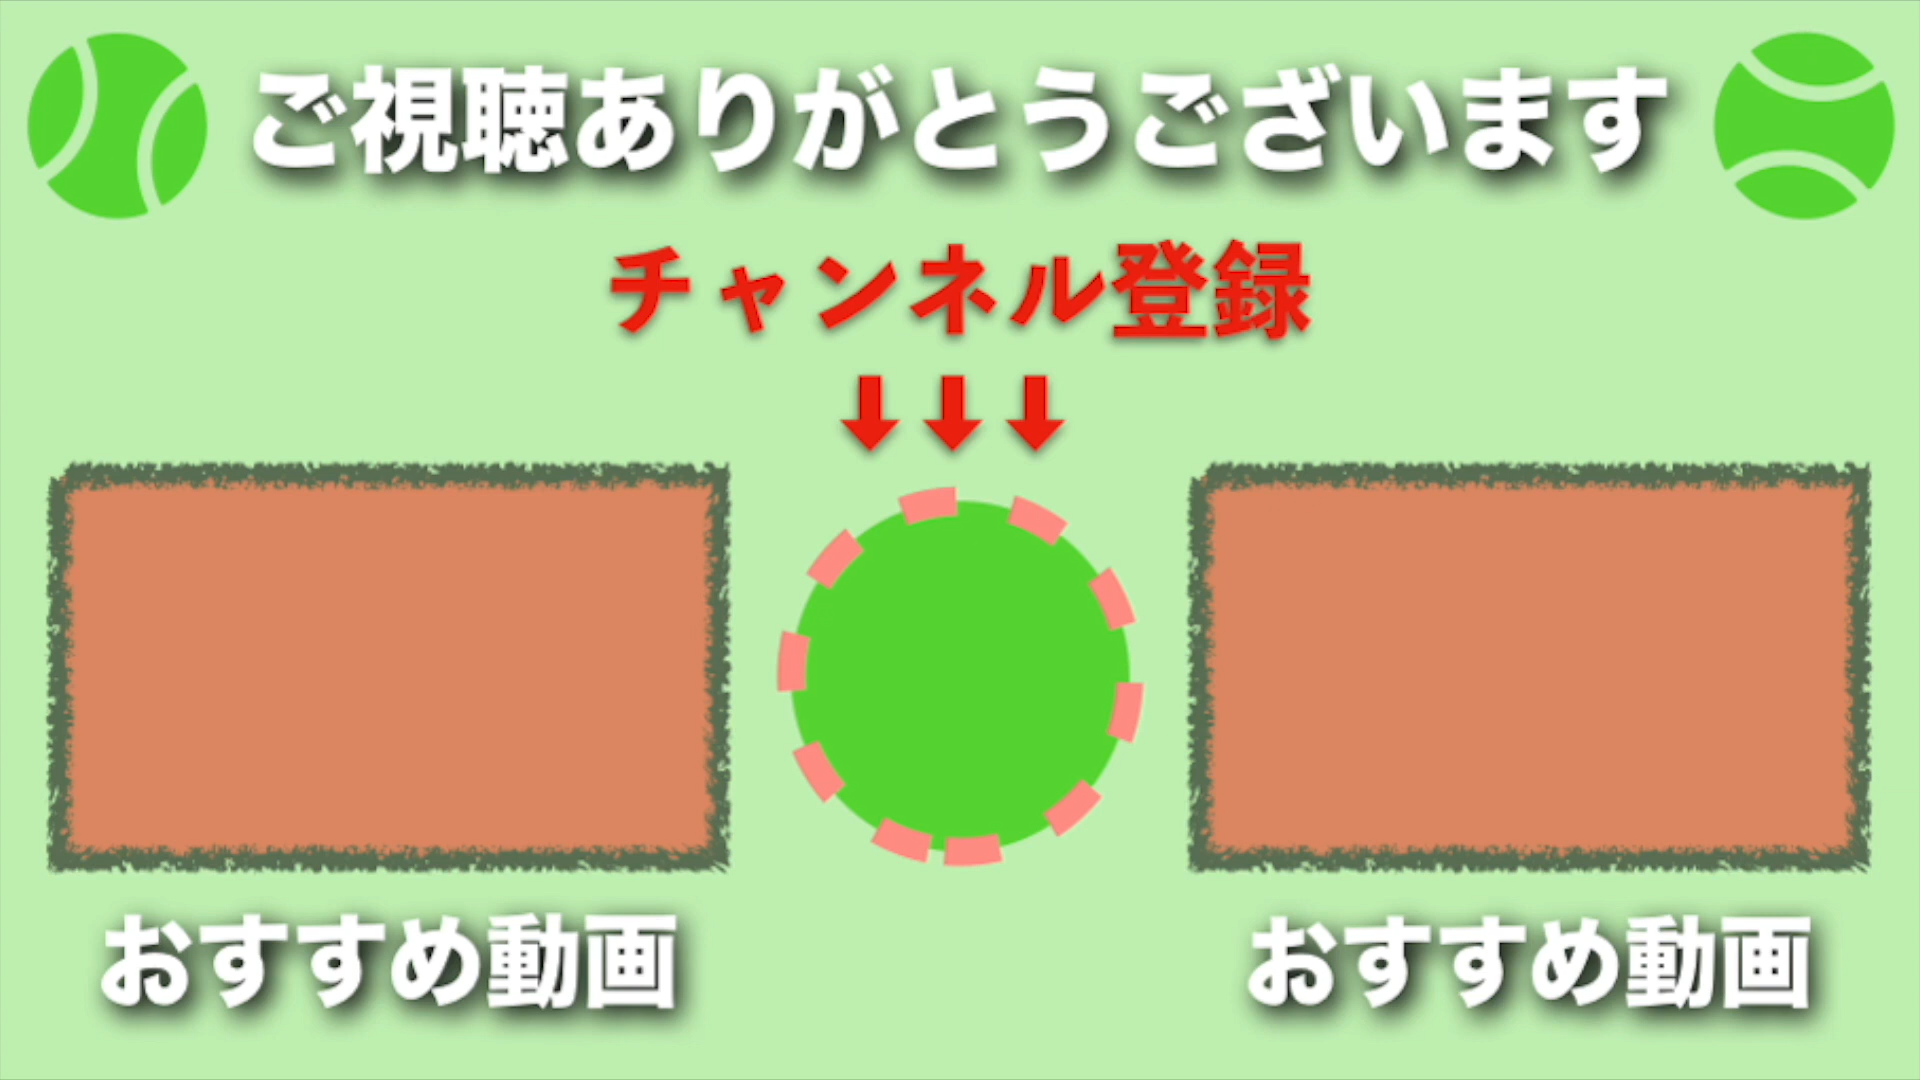 ご視聴ありがとうございます
チャンネル登録
おすすめ動画
おすすめ動画